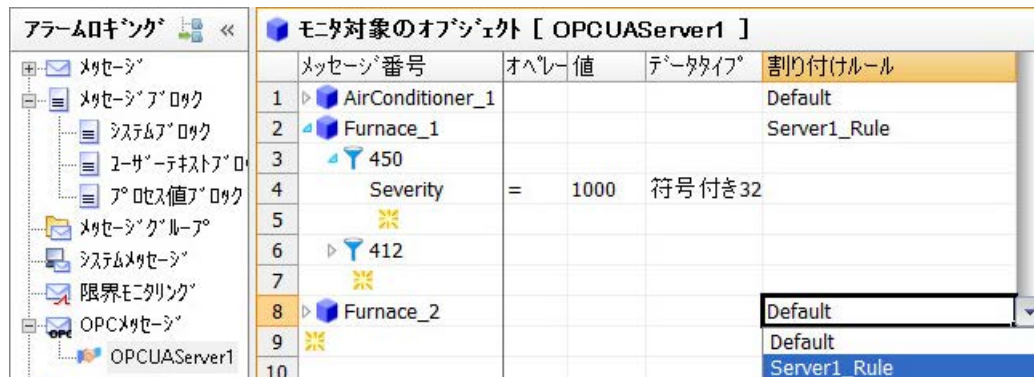 アラームロギング «
メッセージ
メッセージブロック
システムブロック
ユーザーテキストブロ
プロセス値ブロック
メッセージグループ
システムメッセージ
限界モニタリング
OPCメッセージ
OPCUAServer1
モニタ対象のオブジェクト [ OPCUAServer1 ]
メッセージ番号 オペレー 値 データタイプ 割り付けルール
1 AirConditioner_1 Default
2 Furnace_1 Server1_Rule
3 450
4 Severity = 1000 符号付き32
5
6 412
7
8 Furnace_2 Default
9 Default
10 Server1_Rule